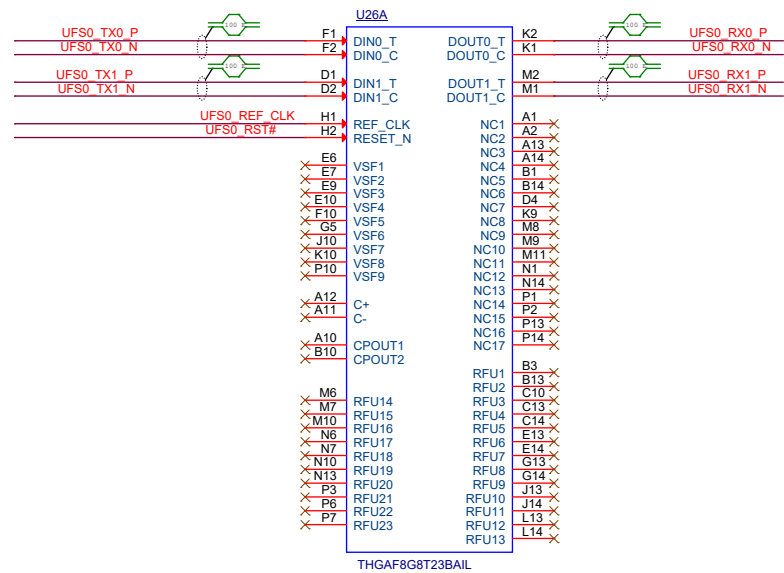 U26A
UFS0_TX0_P F1 DIN0_T DOUT0_T K2 UFS0_RX0_P
UFS0_TX0_N F2 DIN0_C DOUT0_C K1 UFS0_RX0_N
UFS0_TX1_P D1 DIN1_T DOUT1_T M2 UFS0_RX1_P
UFS0_TX1_N D2 DIN1_C DOUT1_C M1 UFS0_RX1_N
UFS0_REF_CLK H1 REF_CLK NC1 A1
UFS0_RST# H2 RESET_N NC2 A2
NC3 A13
E6 VSF1 NC4 A14
E7 VSF2 NC5 B1
E9 VSF3 NC6 B14
E10 VSF4 NC7 D4
F10 VSF5 NC8 K9
G5 VSF6 NC9 M8
J10 VSF7 NC10 M9
K10 VSF8 NC11 M11
P10 VSF9 NC12 N1
NC13 N14
A12 C+ NC14 P1
A11 C- NC15 P2
NC16 P13
A10 CPOUT1 NC17 P14
B10 CPOUT2
RFU1 B3
RFU2 B13
M6 RFU14 RFU3 C10
M7 RFU15 RFU4 C13
M10 RFU16 RFU5 C14
N6 RFU17 RFU6 E13
N7 RFU18 RFU7 E14
N10 RFU19 RFU8 G13
N13 RFU20 RFU9 G14
P3 RFU21 RFU10 J13
P6 RFU22 RFU11 J14
P7 RFU23 RFU12 L13
RFU13 L14
THGAF8G8T23BAIL